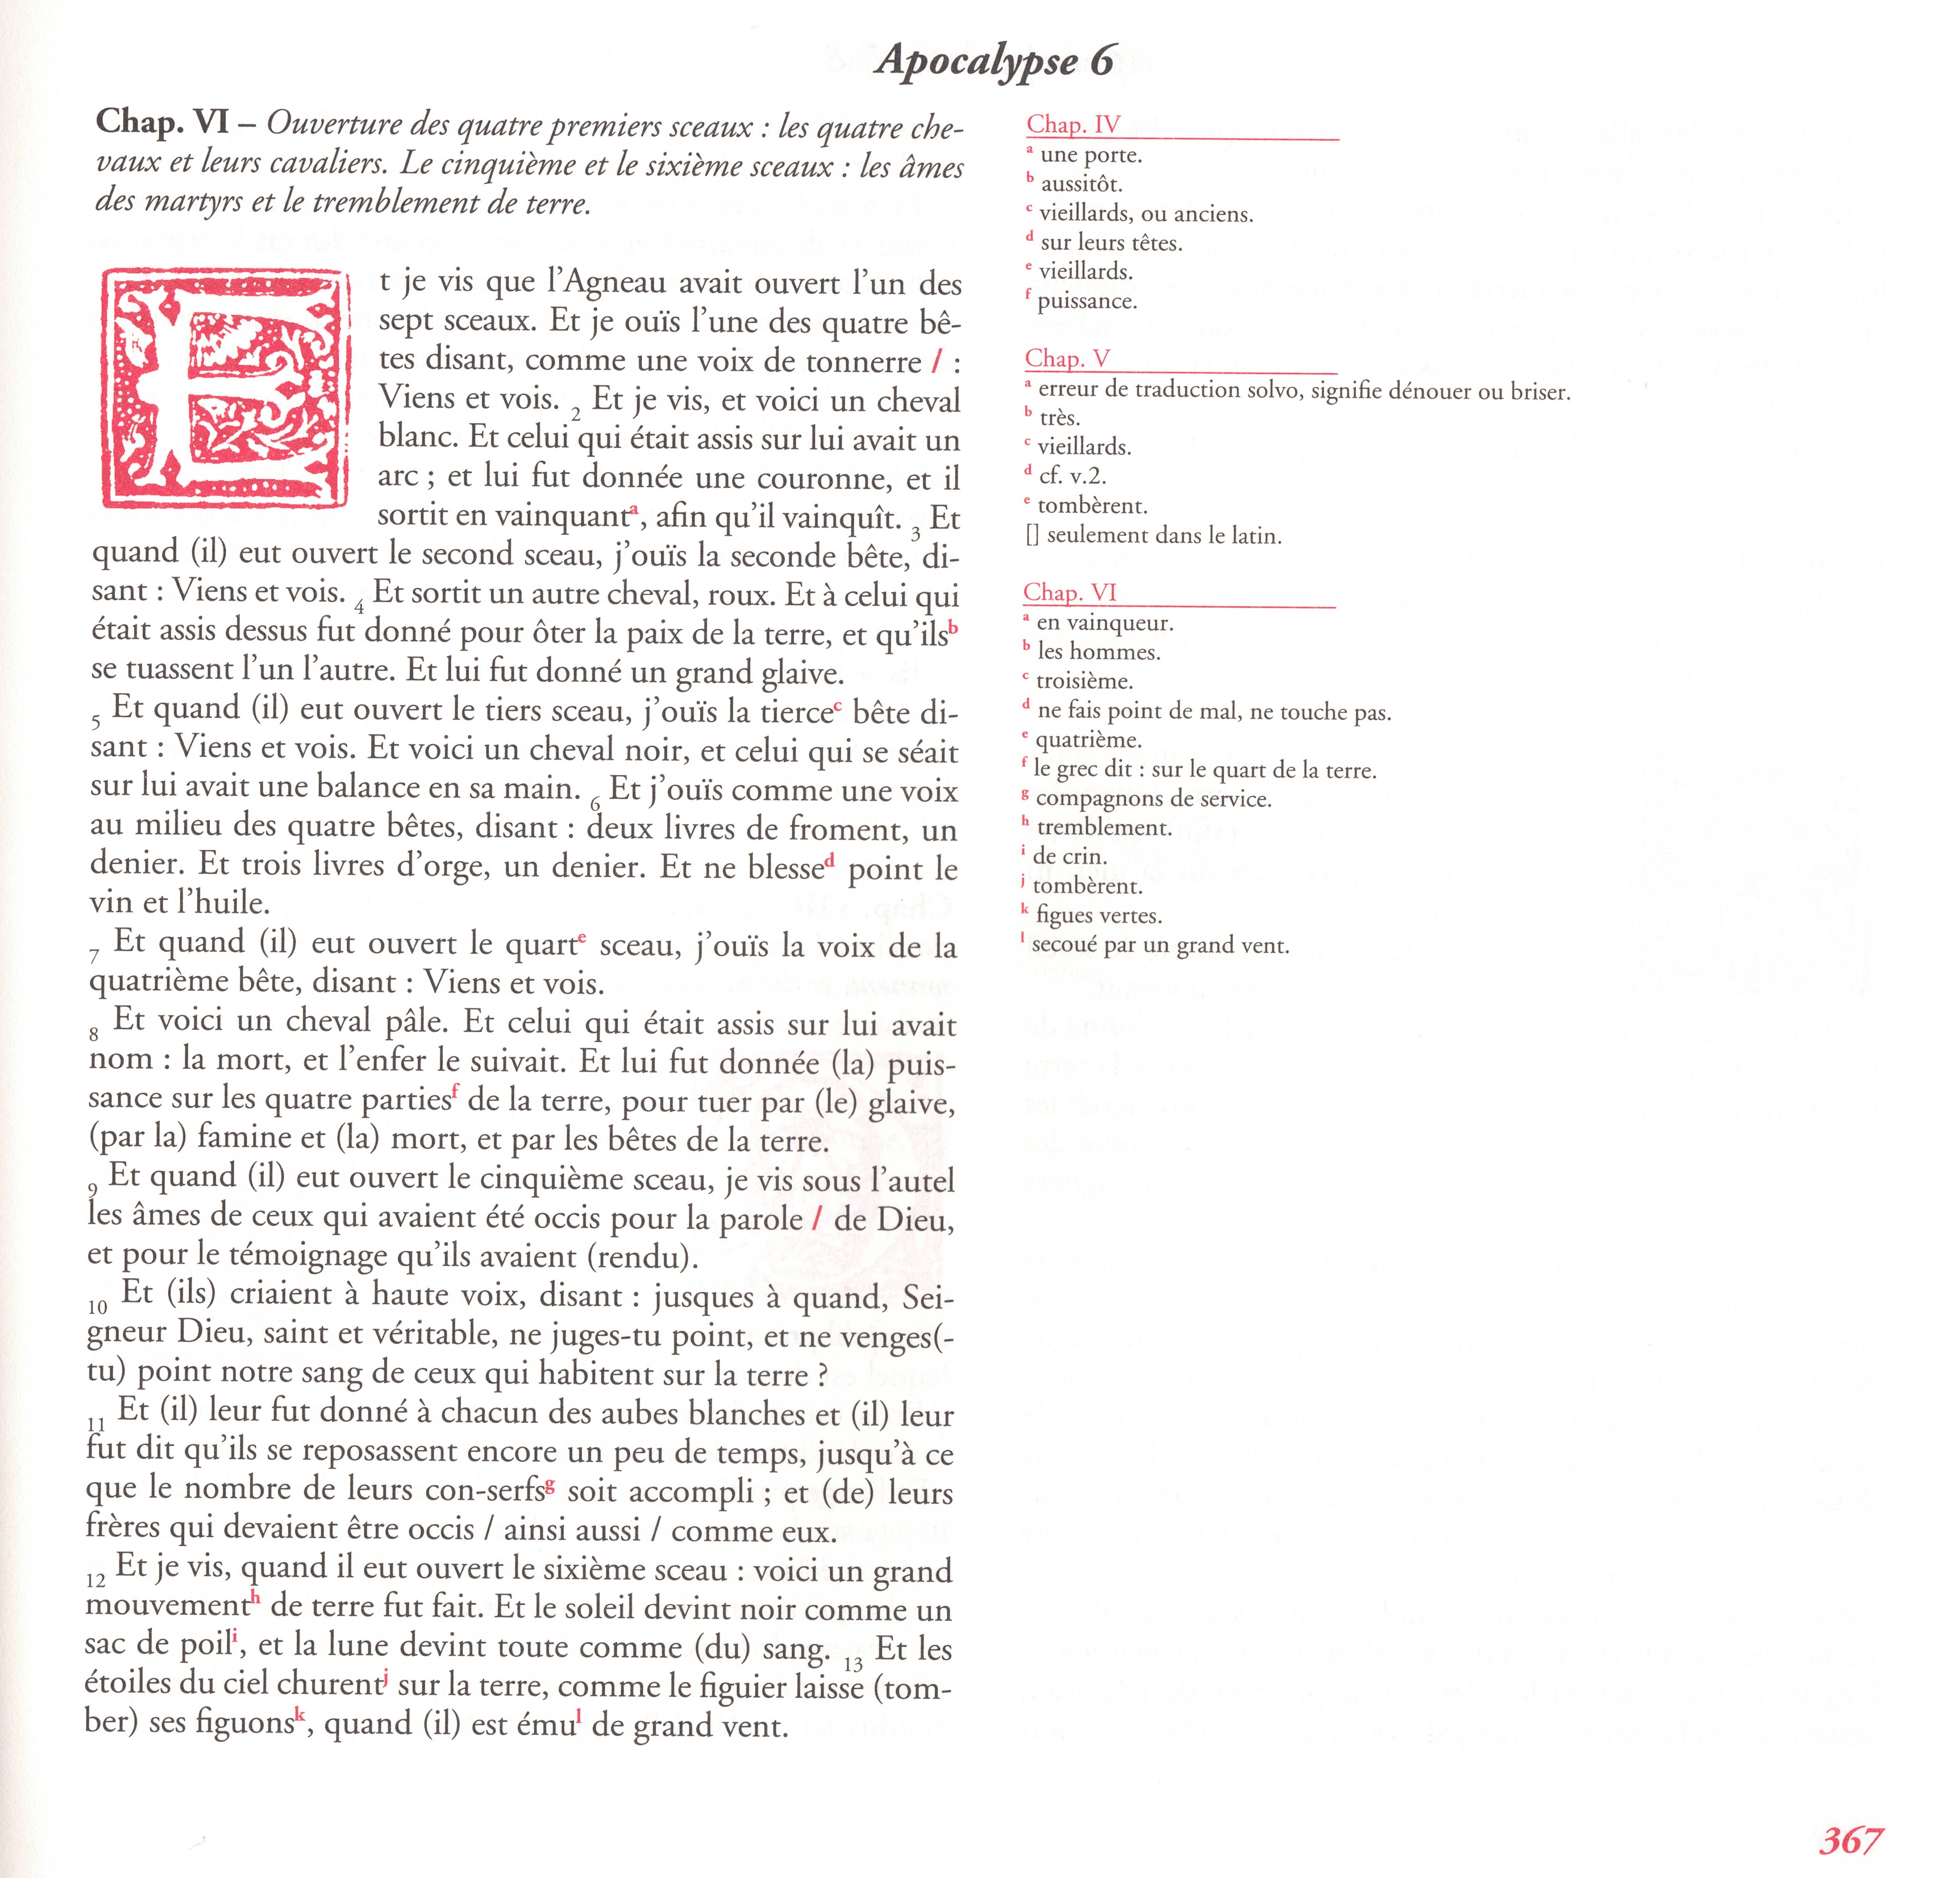 Apocalypse 6
Chap. VI – Ouverture des quatre premiers sceaux : les quatre che-
vaux et leurs cavaliers. Le cinquième et le sixième sceaux : les âmes
des martyrs et le tremblement de terre.
Et je vis que l'Agneau avait ouvert l'un des
sept sceaux. Et je ouïs l'une des quatre bê-
tes disant, comme une voix de tonnerre / :
Viens et vois. 2 Et je vis, et voici un cheval
blanc. Et celui qui était assis sur lui avait un
arc ; et lui fut donnée une couronne, et il
sortit en vainquant^a, afin qu'il vainquît. 3 Et
quand (il) eut ouvert le second sceau, j'ouïs la seconde bête, di-
sant : Viens et vois. 4 Et sortit un autre cheval, roux. Et à celui qui
était assis dessus fut donné pour ôter la paix de la terre, et qu'ils^b
se tuassent l'un l'autre. Et lui fut donné un grand glaive.
5 Et quand (il) eut ouvert le tiers sceau, j'ouïs la tierce^c bête di-
sant : Viens et vois. Et voici un cheval noir, et celui qui se séait
sur lui avait une balance en sa main. 6 Et j'ouïs comme une voix
au milieu des quatre bêtes, disant : deux livres de froment, un
denier. Et trois livres d'orge, un denier. Et ne blesse^d point le
vin et l'huile.
7 Et quand (il) eut ouvert le quart^e sceau, j'ouïs la voix de la
quatrième bête, disant : Viens et vois.
8 Et voici un cheval pâle. Et celui qui était assis sur lui avait
nom : la mort, et l'enfer le suivait. Et lui fut donnée (la) puis-
sance sur les quatre parties^f de la terre, pour tuer par (le) glaive,
(par la) famine et (la) mort, et par les bêtes de la terre.
9 Et quand (il) eut ouvert le cinquième sceau, je vis sous l'autel
les âmes de ceux qui avaient été occis pour la parole / de Dieu,
et pour le témoignage qu'ils avaient (rendu).
10 Et (ils) criaient à haute voix, disant : jusques à quand, Sei-
gneur Dieu, saint et véritable, ne juges-tu point, et ne venges(-
tu) point notre sang de ceux qui habitent sur la terre ?
11 Et (il) leur fut donné à chacun des aubes blanches et (il) leur
fut dit qu'ils se reposassent encore un peu de temps, jusqu'à ce
que le nombre de leurs con-serfs^g soit accompli ; et (de) leurs
frères qui devaient être occis / ainsi aussi / comme eux.
12 Et je vis, quand il eut ouvert le sixième sceau : voici un grand
mouvement^h de terre fut fait. Et le soleil devint noir comme un
sac de poil^i, et la lune devint toute comme (du) sang. 13 Et les
étoiles du ciel churent^j sur la terre, comme le figuier laisse (tom-
ber) ses figuons^k, quand (il) est ému^l de grand vent.
Chap. IV
a une porte.
b aussitôt.
c vieillards, ou anciens.
d sur leurs têtes.
e vieillards.
f puissance.
Chap. V
a erreur de traduction solvo, signifie dénouer ou briser.
b très.
c vieillards.
d cf. v.2.
e tombèrent.
[] seulement dans le latin.
Chap. VI
a en vainqueur.
b les hommes.
c troisième.
d ne fais point de mal, ne touche pas.
e quatrième.
f le grec dit : sur le quart de la terre.
g compagnons de service.
h tremblement.
i de crin.
j tombèrent.
k figues vertes.
l secoué par un grand vent.
367